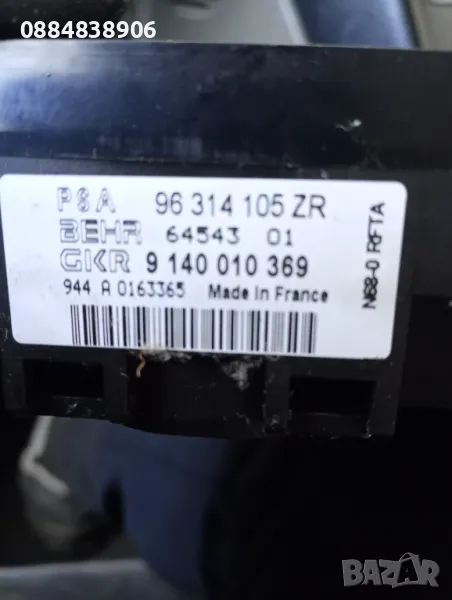 0884838906
PSA 96 314 105 ZR
BEHR 64543 01
GKR 9 140 010 369
944 A 0163365 Made in France
N68-0 RFTA
BAZAR